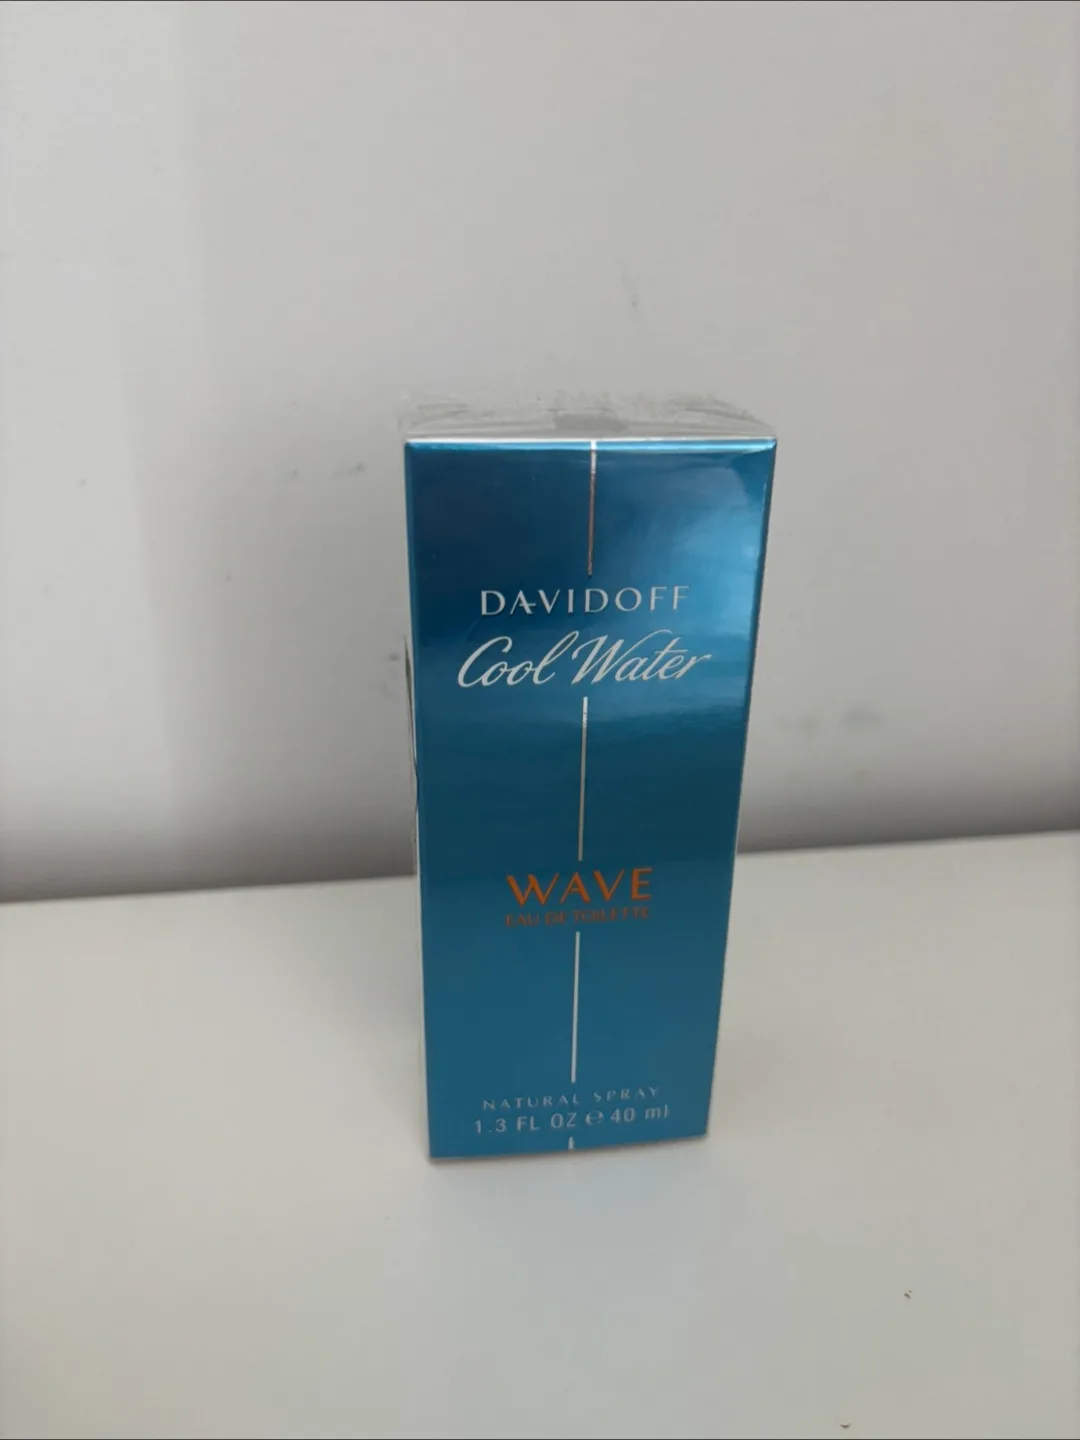 DAVIDOFF
Cool Water
WAVE
EAU DE TOILETTE
NATURAL SPRAY
1.3 FL OZ ℮ 40 ml